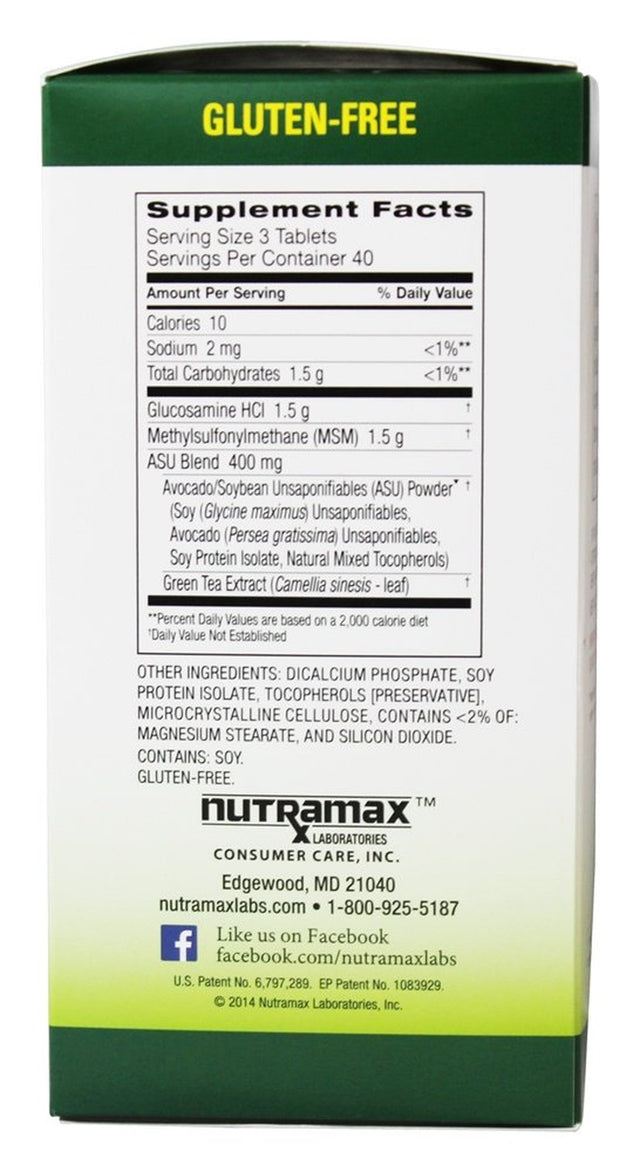 GLUTEN-FREE
Supplement Facts
Serving Size 3 Tablets
Servings Per Container 40
Amount Per Serving % Daily Value
Calories 10
Sodium 2 mg <1%**
Total Carbohydrates 1.5 g <1%**
Glucosamine HCl 1.5 g †
Methylsulfonylmethane (MSM) 1.5 g †
ASU Blend 400 mg
Avocado/Soybean Unsaponifiables (ASU) Powder▾ †
(Soy (Glycine maximus) Unsaponifiables,
Avocado (Persea gratissima) Unsaponifiables,
Soy Protein Isolate, Natural Mixed Tocopherols)
Green Tea Extract (Camellia sinesis - leaf) †
**Percent Daily Values are based on a 2,000 calorie diet
†Daily Value Not Established
OTHER INGREDIENTS: DICALCIUM PHOSPHATE, SOY
PROTEIN ISOLATE, TOCOPHEROLS [PRESERVATIVE],
MICROCRYSTALLINE CELLULOSE, CONTAINS <2% OF:
MAGNESIUM STEARATE, AND SILICON DIOXIDE.
CONTAINS: SOY.
GLUTEN-FREE.
nutramax™
LABORATORIES
CONSUMER CARE, INC.
Edgewood, MD 21040
nutramaxlabs.com • 1-800-925-5187
f Like us on Facebook
facebook.com/nutramaxlabs
U.S. Patent No. 6,797,289. EP Patent No. 1083929.
© 2014 Nutramax Laboratories, Inc.